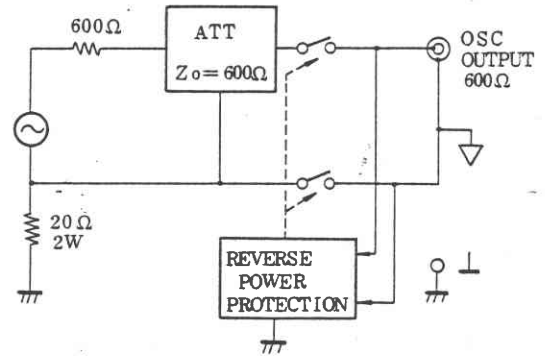 600Ω
ATT
Zo=600Ω
OSC
OUTPUT
600Ω
20Ω
2W
REVERSE
POWER
PROTECTION